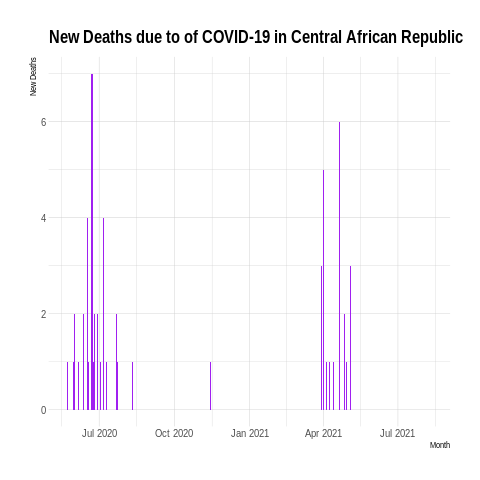 New Deaths due to of COVID-19 in Central African Republic
New Deaths
6
4
2
0
Jul 2020 Oct 2020 Jan 2021 Apr 2021 Jul 2021
Month